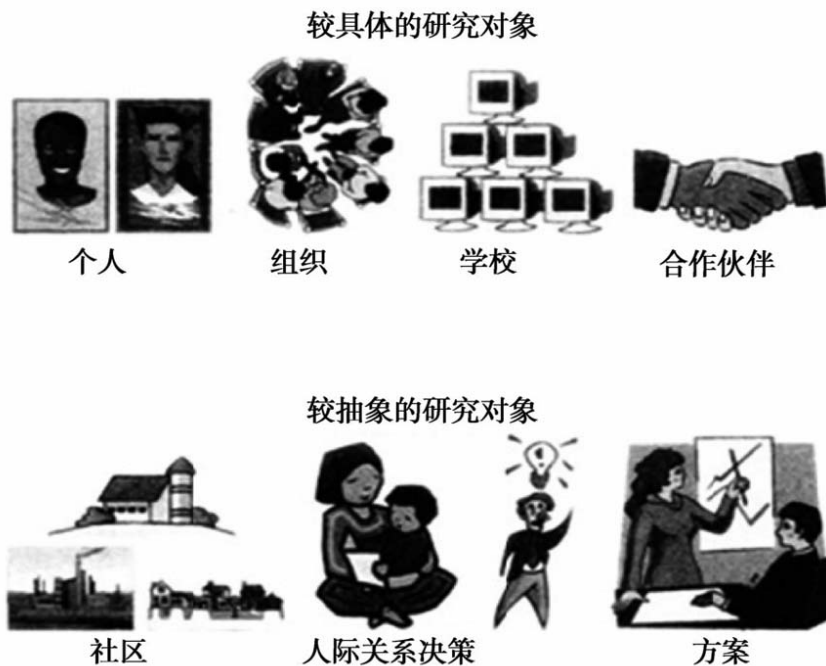 较具体的研究对象
个人 组织 学校 合作伙伴
较抽象的研究对象
社区 人际关系决策 方案